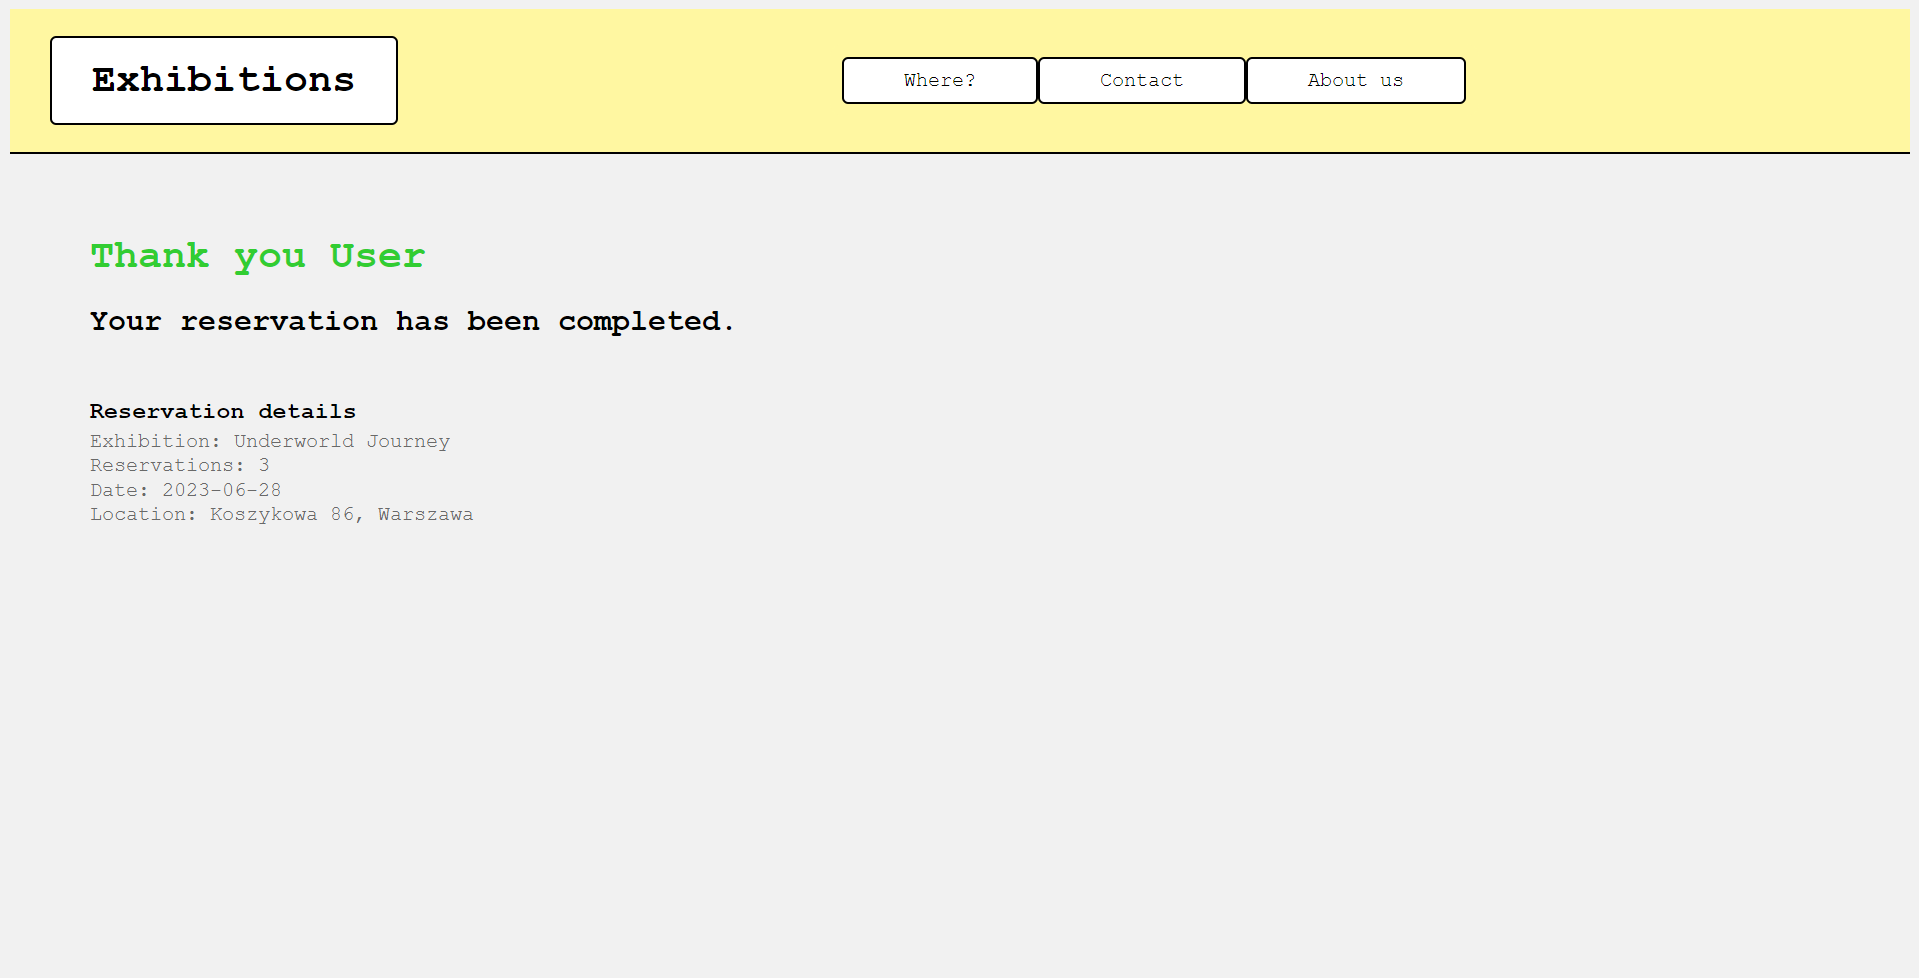 Exhibitions
Where? Contact About us
Thank you User
Your reservation has been completed.
Reservation details
Exhibition: Underworld Journey
Reservations: 3
Date: 2023-06-28
Location: Koszykowa 86, Warszawa